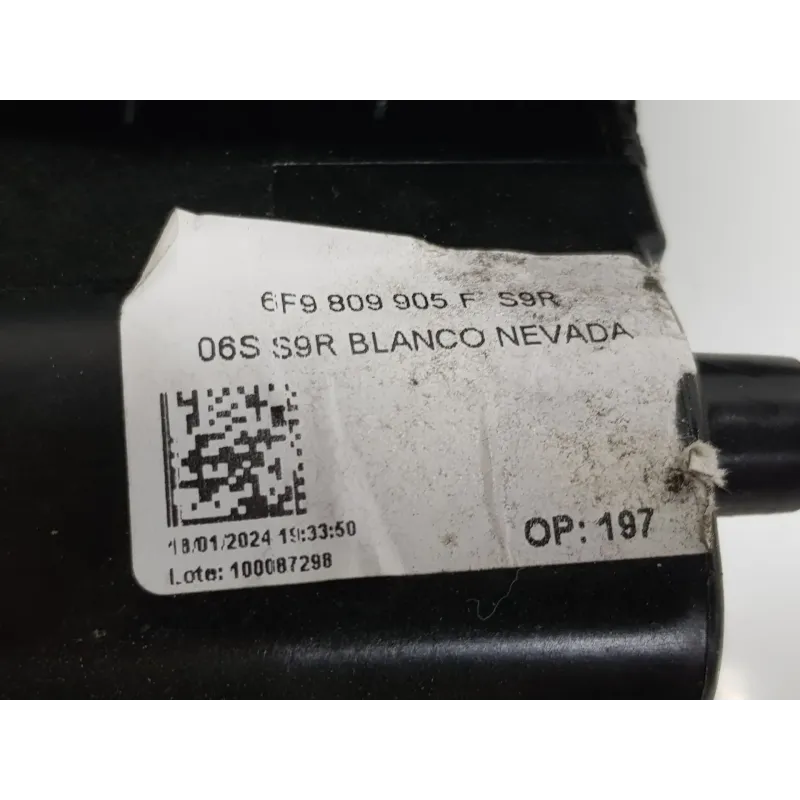 6F9 809 905 F S9R
06S S9R BLANCO NEVADA
18/01/2024 19:33:50
OP: 197
Lote: 100087298